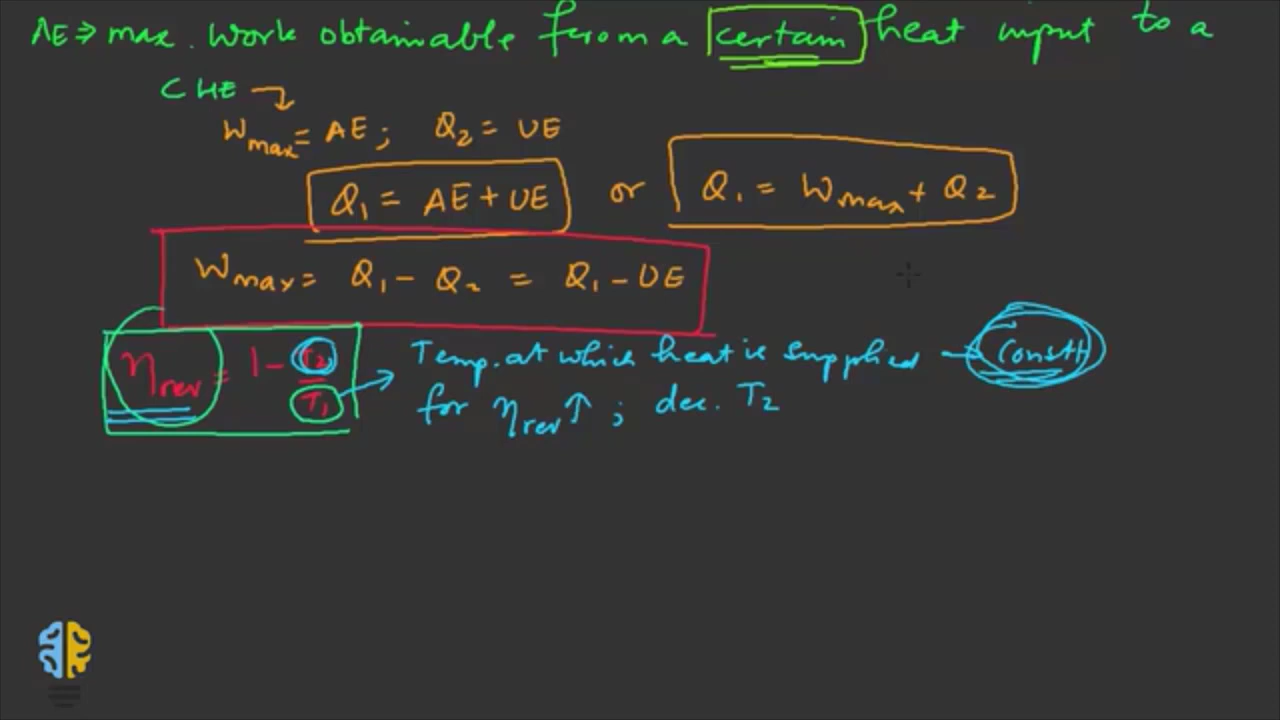 AE ⇒ max. work obtainable from a certain heat input to a
CHE →
Wmax = AE; Q2 = UE
Q1 = AE + UE or Q1 = Wmax + Q2
Wmax = Q1 - Q2 = Q1 - UE
ηrev = 1 - T2/T1 → Temp. at which heat is supplied → Constt
for ηrev ↑ ; dec. T2